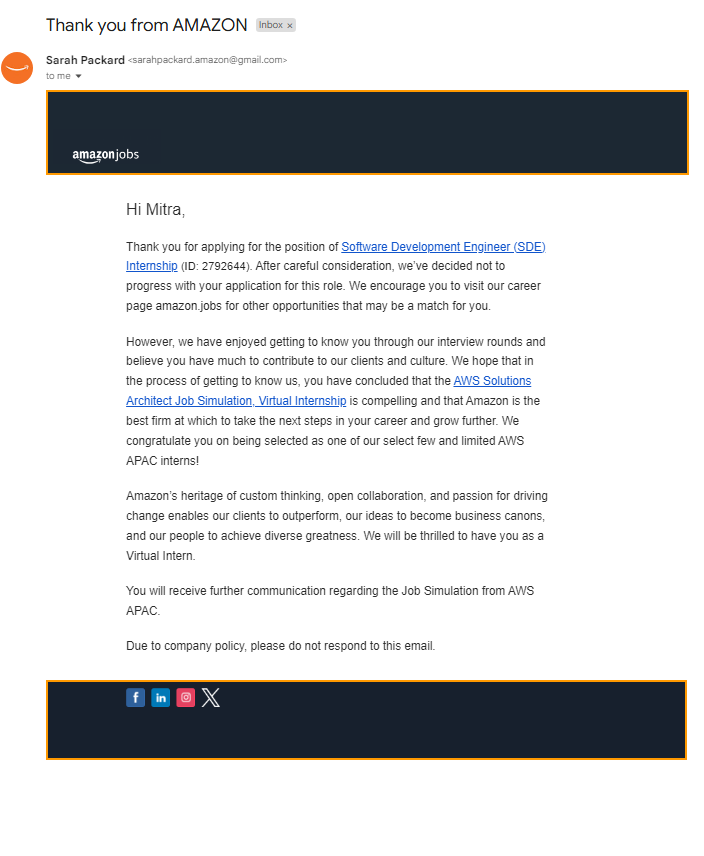 Thank you from AMAZON Inbox ×
Sarah Packard <sarahpackard.amazon@gmail.com>
to me
amazonjobs
Hi Mitra,
Thank you for applying for the position of Software Development Engineer (SDE)
Internship (ID: 2792644). After careful consideration, we’ve decided not to
progress with your application for this role. We encourage you to visit our career
page amazon.jobs for other opportunities that may be a match for you.
However, we have enjoyed getting to know you through our interview rounds and
believe you have much to contribute to our clients and culture. We hope that in
the process of getting to know us, you have concluded that the AWS Solutions
Architect Job Simulation, Virtual Internship is compelling and that Amazon is the
best firm at which to take the next steps in your career and grow further. We
congratulate you on being selected as one of our select few and limited AWS
APAC interns!
Amazon’s heritage of custom thinking, open collaboration, and passion for driving
change enables our clients to outperform, our ideas to become business canons,
and our people to achieve diverse greatness. We will be thrilled to have you as a
Virtual Intern.
You will receive further communication regarding the Job Simulation from AWS
APAC.
Due to company policy, please do not respond to this email.